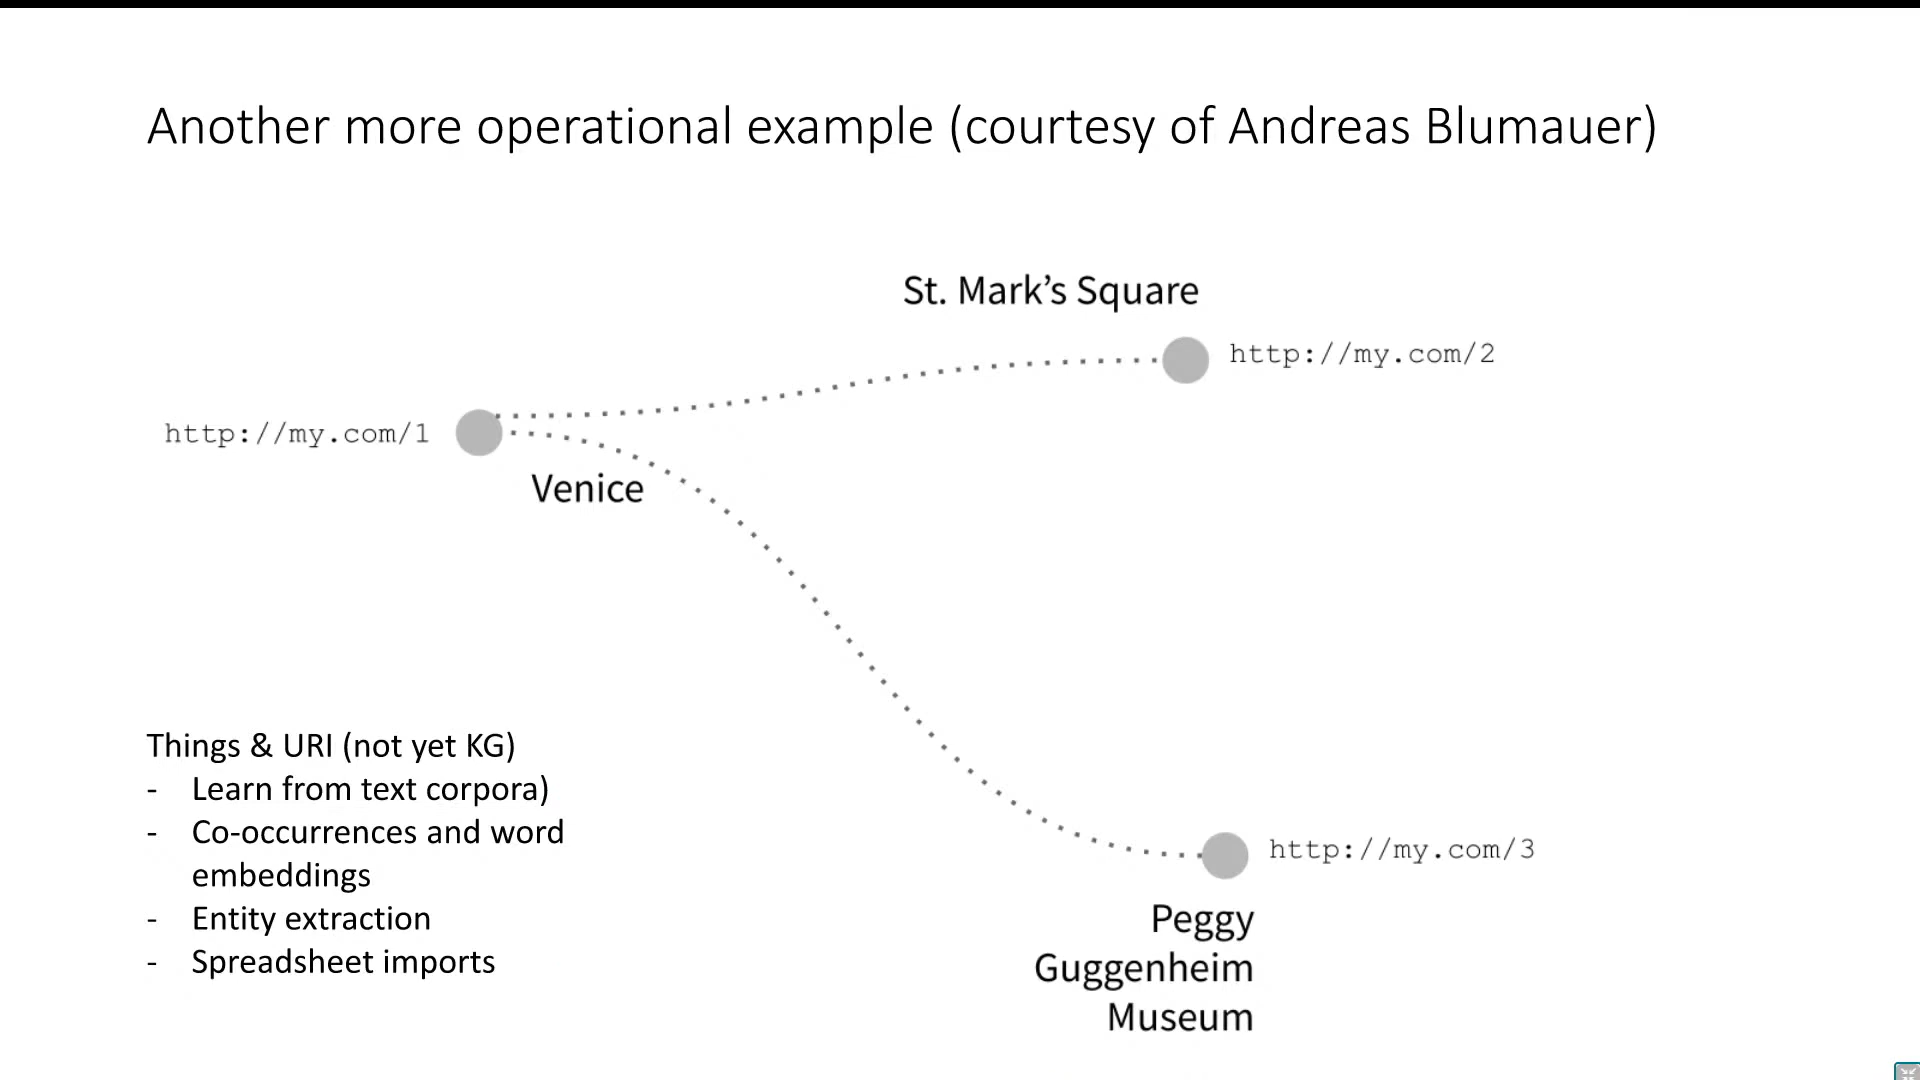 Another more operational example (courtesy of Andreas Blumauer)
St. Mark’s Square
http://my.com/2
http://my.com/1
Venice
Things & URI (not yet KG)
- Learn from text corpora)
- Co-occurrences and word
embeddings
- Entity extraction
- Spreadsheet imports
http://my.com/3
Peggy
Guggenheim
Museum